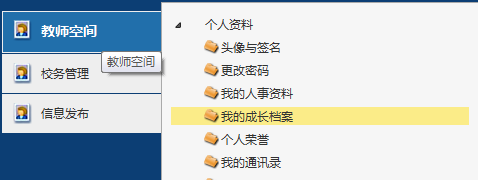 教师空间
教师空间
校务管理
信息发布
个人资料
头像与签名
更改密码
我的人事资料
我的成长档案
个人荣誉
我的通讯录